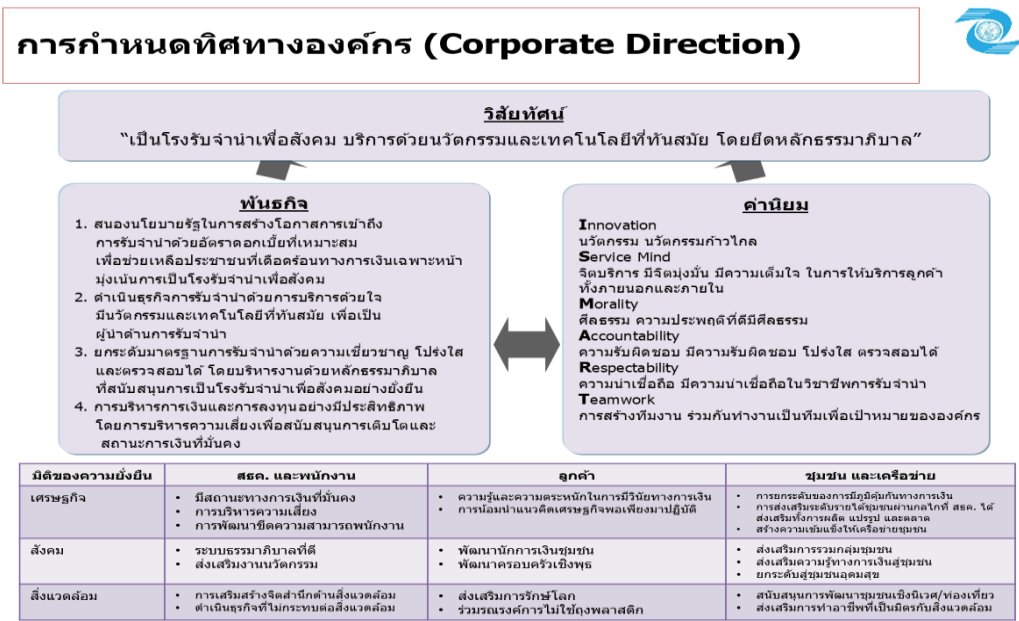 การกำหนดทิศทางองค์กร (Corporate Direction)
วิสัยทัศน์
“เป็นโรงรับจำนำเพื่อสังคม บริการด้วยนวัตกรรมและเทคโนโลยีที่ทันสมัย โดยยึดหลักธรรมาภิบาล”
พันธกิจ
1. สนองนโยบายรัฐในการสร้างโอกาสการเข้าถึง
การรับจำนำด้วยอัตราดอกเบี้ยที่เหมาะสม
เพื่อช่วยเหลือประชาชนที่เดือดร้อนทางการเงินเฉพาะหน้า
มุ่งเน้นการเป็นโรงรับจำนำเพื่อสังคม
2. ดำเนินธุรกิจการรับจำนำด้วยการบริการด้วยใจ
มีนวัตกรรมและเทคโนโลยีที่ทันสมัย เพื่อเป็น
ผู้นำด้านการรับจำนำ
3. ยกระดับมาตรฐานการรับจำนำด้วยความเชี่ยวชาญ โปร่งใส
และตรวจสอบได้ โดยบริหารงานด้วยหลักธรรมาภิบาล
ที่สนับสนุนการเป็นโรงรับจำนำเพื่อสังคมอย่างยั่งยืน
4. การบริหารการเงินและการลงทุนอย่างมีประสิทธิภาพ
โดยการบริหารความเสี่ยงเพื่อสนับสนุนการเติบโตและ
สถานะการเงินที่มั่นคง
ค่านิยม
Innovation
นวัตกรรม นวัตกรรมก้าวไกล
Service Mind
จิตบริการ มีจิตมุ่งมั่น มีความเต็มใจ ในการให้บริการลูกค้า
ทั้งภายนอกและภายใน
Morality
ศีลธรรม ความประพฤติที่ดีมีศีลธรรม
Accountability
ความรับผิดชอบ มีความรับผิดชอบ โปร่งใส ตรวจสอบได้
Respectability
ความน่าเชื่อถือ มีความน่าเชื่อถือในวิชาชีพการรับจำนำ
Teamwork
การสร้างทีมงาน ร่วมกันทำงานเป็นทีมเพื่อเป้าหมายขององค์กร
มิติของความยั่งยืน สธค. และพนักงาน ลูกค้า ชุมชน และเครือข่าย
เศรษฐกิจ
• มีสถานะทางการเงินที่มั่นคง
• การบริหารความเสี่ยง
• การพัฒนาขีดความสามารถพนักงาน
• ความรู้และความตระหนักในการมีวินัยทางการเงิน
• การน้อมนำแนวคิดเศรษฐกิจพอเพียงมาปฏิบัติ
• การยกระดับของการมีภูมิคุ้มกันทางการเงิน
• การส่งเสริมระดับรายได้ชุมชนผ่านกลไกที่ สธค. ได้
ส่งเสริมทั้งการผลิต แปรรูป และตลาด
• สร้างความเข้มแข็งให้เครือข่ายชุมชน
สังคม
• ระบบธรรมาภิบาลที่ดี
• ส่งเสริมงานนวัตกรรม
• พัฒนานักการเงินชุมชน
• พัฒนาครอบครัวเชิงพุธ
• ส่งเสริมการรวมกลุ่มชุมชน
• ส่งเสริมความรู้ทางการเงินสู่ชุมชน
• ยกระดับสู่ชุมชนอุดมสุข
สิ่งแวดล้อม
• การเสริมสร้างจิตสำนึกด้านสิ่งแวดล้อม
• ดำเนินธุรกิจที่ไม่กระทบต่อสิ่งแวดล้อม
• ส่งเสริมการรักษ์โลก
• ร่วมรณรงค์การไม่ใช้ถุงพลาสติก
• สนับสนุนการพัฒนาชุมชนเชิงนิเวศ/ท่องเที่ยว
• ส่งเสริมการทำอาชีพที่เป็นมิตรกับสิ่งแวดล้อม